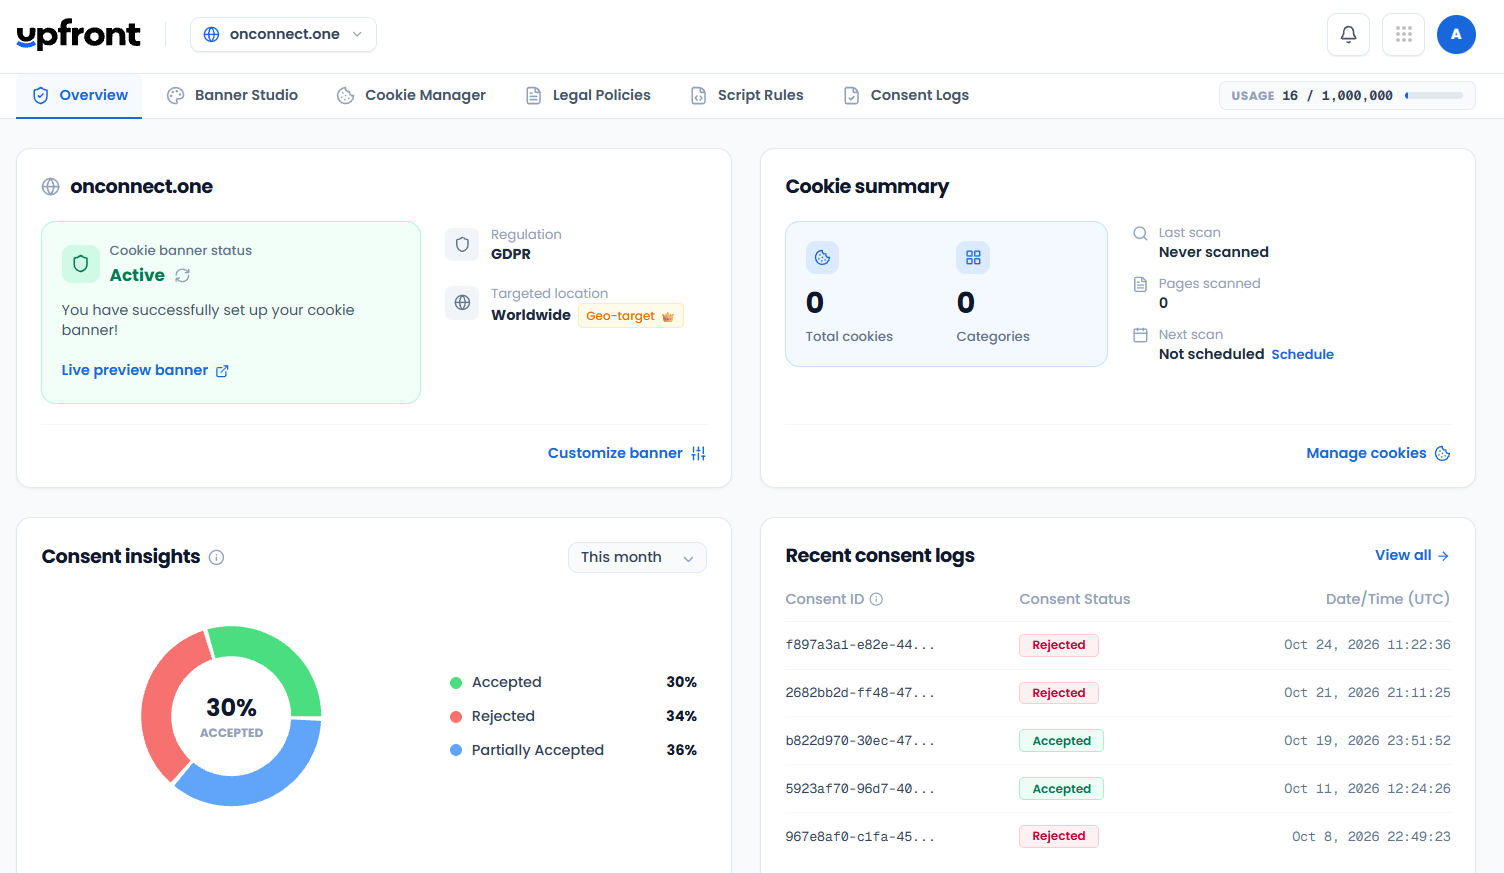 upfront
onconnect.one
A
Overview
Banner Studio
Cookie Manager
Legal Policies
Script Rules
Consent Logs
USAGE 16 / 1,000,000
onconnect.one
Cookie banner status
Active
You have successfully set up your cookie
banner!
Live preview banner
Regulation
GDPR
Targeted location
Worldwide Geo-target
Customize banner
Cookie summary
0
Total cookies
0
Categories
Last scan
Never scanned
Pages scanned
0
Next scan
Not scheduled Schedule
Manage cookies
Consent insights
This month
30%
ACCEPTED
Accepted 30%
Rejected 34%
Partially Accepted 36%
Recent consent logs
View all →
Consent ID Consent Status Date/Time (UTC)
f897a3a1-e82e-44... Rejected Oct 24, 2026 11:22:36
2682bb2d-ff48-47... Rejected Oct 21, 2026 21:11:25
b822d970-30ec-47... Accepted Oct 19, 2026 23:51:52
5923af70-96d7-40... Accepted Oct 11, 2026 12:24:26
967e8af0-c1fa-45... Rejected Oct 8, 2026 22:49:23